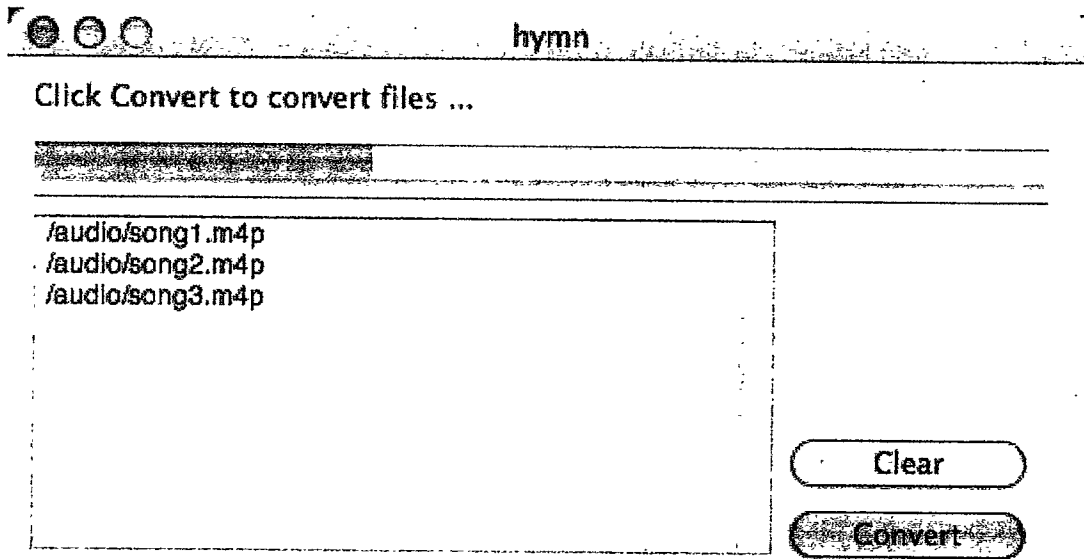 hymn
Click Convert to convert files ...
/audio/song1.m4p
/audio/song2.m4p
/audio/song3.m4p
Clear
Convert